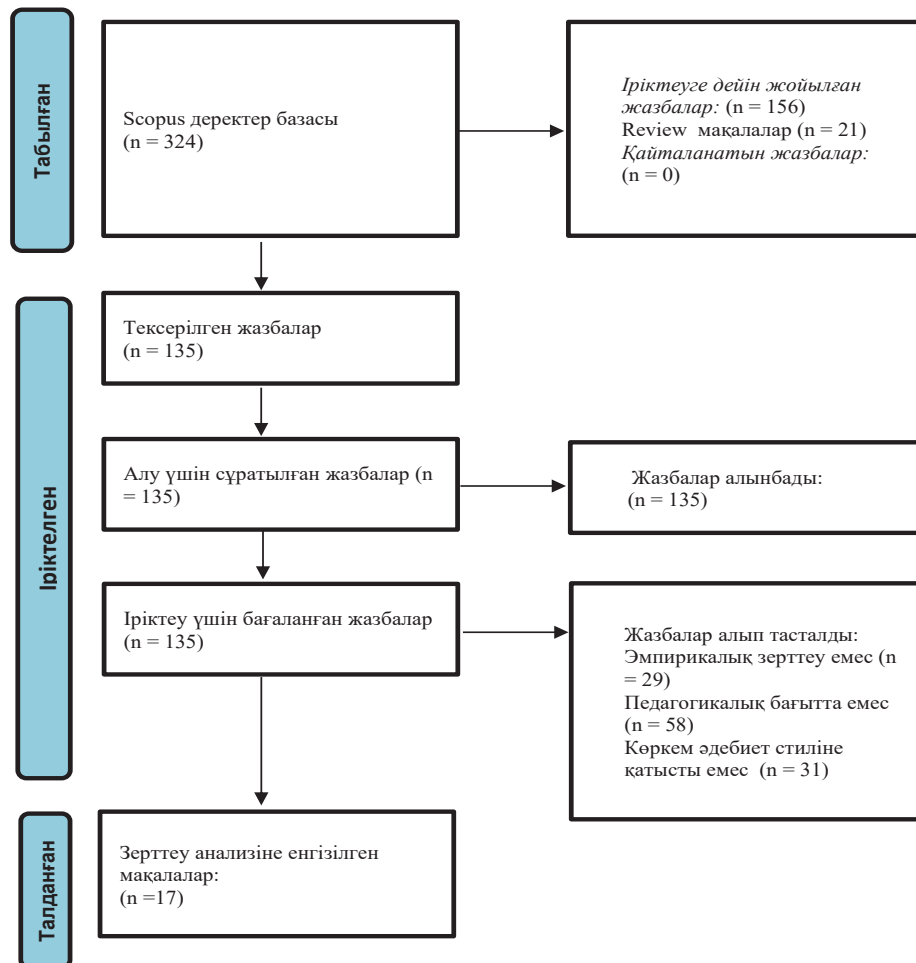 Табылған
Scopus деректер базасы
(n = 324)
Іріктеуге дейін жойылған
жазбалар: (n = 156)
Review мақалалар (n = 21)
Қайталанатын жазбалар:
(n = 0)
Іріктелген
Тексерілген жазбалар
(n = 135)
Алу үшін сұратылған жазбалар (n
= 135)
Жазбалар алынбады:
(n = 135)
Іріктеу үшін бағаланған жазбалар
(n = 135)
Жазбалар алып тасталды:
Эмпирикалық зерттеу емес (n
= 29)
Педагогикалық бағытта емес
(n = 58)
Көркем әдебиет стиліне
қатысты емес (n = 31)
Талданған
Зерттеу анализіне енгізілген
мақалалар:
(n =17)